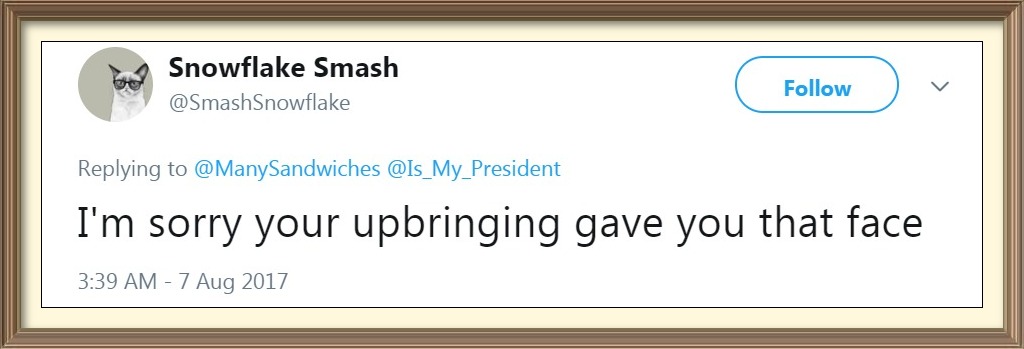 Snowflake Smash
@SmashSnowflake
Follow
Replying to @ManySandwiches @Is_My_President
I'm sorry your upbringing gave you that face
3:39 AM - 7 Aug 2017